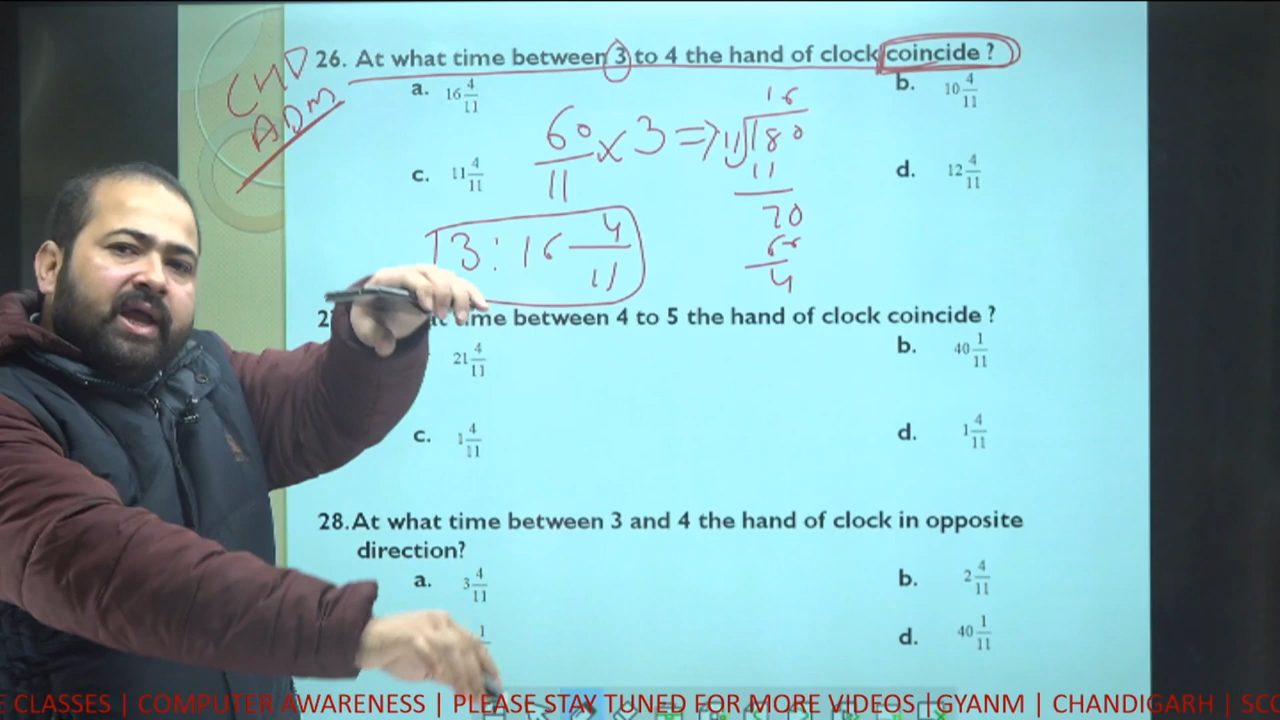 CHD
ADM
26. At what time between 3 to 4 the hand of clock coincide ?
a. 16 4/11
b. 10 4/11
c. 11 4/11
d. 12 4/11
60/11 × 3 ⇒ 11)180
16
11
70
66
4
3:16 4/11
time between 4 to 5 the hand of clock coincide ?
21 4/11
b. 40 1/11
c. 1 4/11
d. 1 4/11
28.At what time between 3 and 4 the hand of clock in opposite
direction?
a. 3 4/11
b. 2 4/11
d. 40 1/11
CLASSES | COMPUTER AWARENESS | PLEASE STAY TUNED FOR MORE VIDEOS |GYANM | CHANDIGARH |